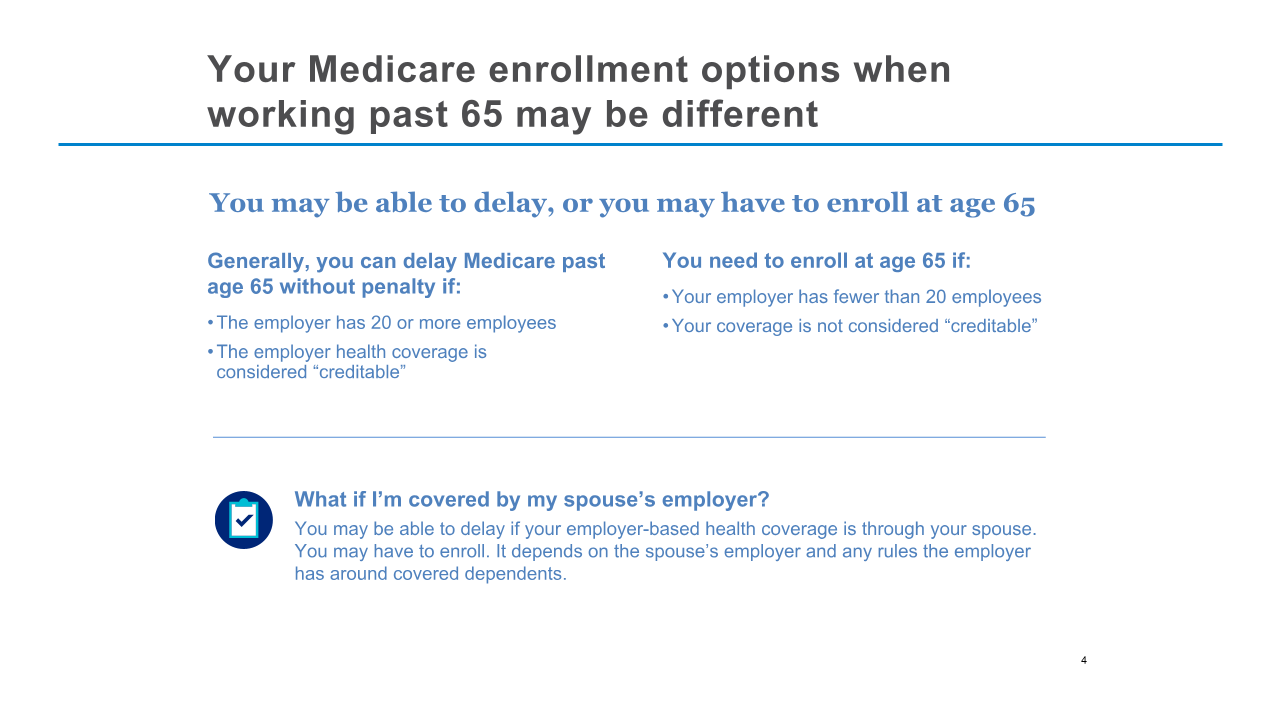 Your Medicare enrollment options when
working past 65 may be different
You may be able to delay, or you may have to enroll at age 65
Generally, you can delay Medicare past
age 65 without penalty if:
•The employer has 20 or more employees
•The employer health coverage is
considered “creditable”
You need to enroll at age 65 if:
•Your employer has fewer than 20 employees
•Your coverage is not considered “creditable”
What if I’m covered by my spouse’s employer?
You may be able to delay if your employer-based health coverage is through your spouse.
You may have to enroll. It depends on the spouse’s employer and any rules the employer
has around covered dependents.
4